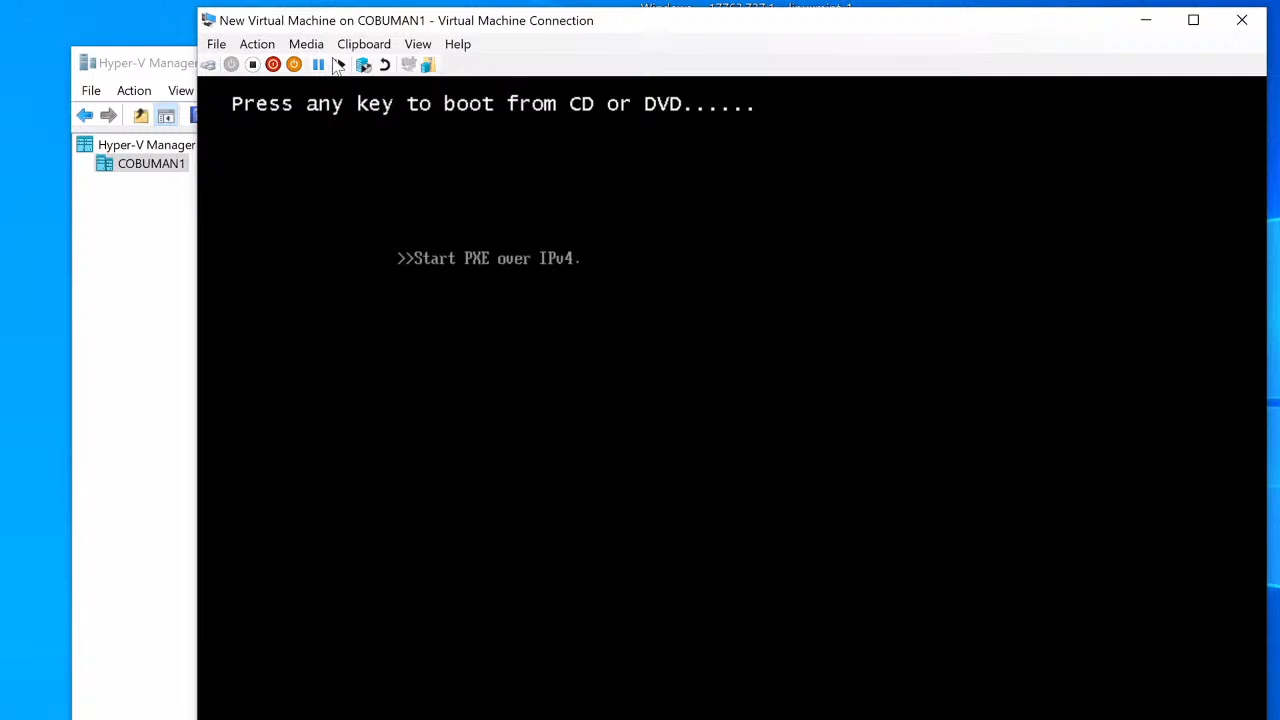 New Virtual Machine on COBUMAN1 - Virtual Machine Connection
File Action Media Clipboard View Help
Hyper-V Manager
File Action View
Hyper-V Manager
COBUMAN1
Press any key to boot from CD or DVD......
>>Start PXE over IPv4.